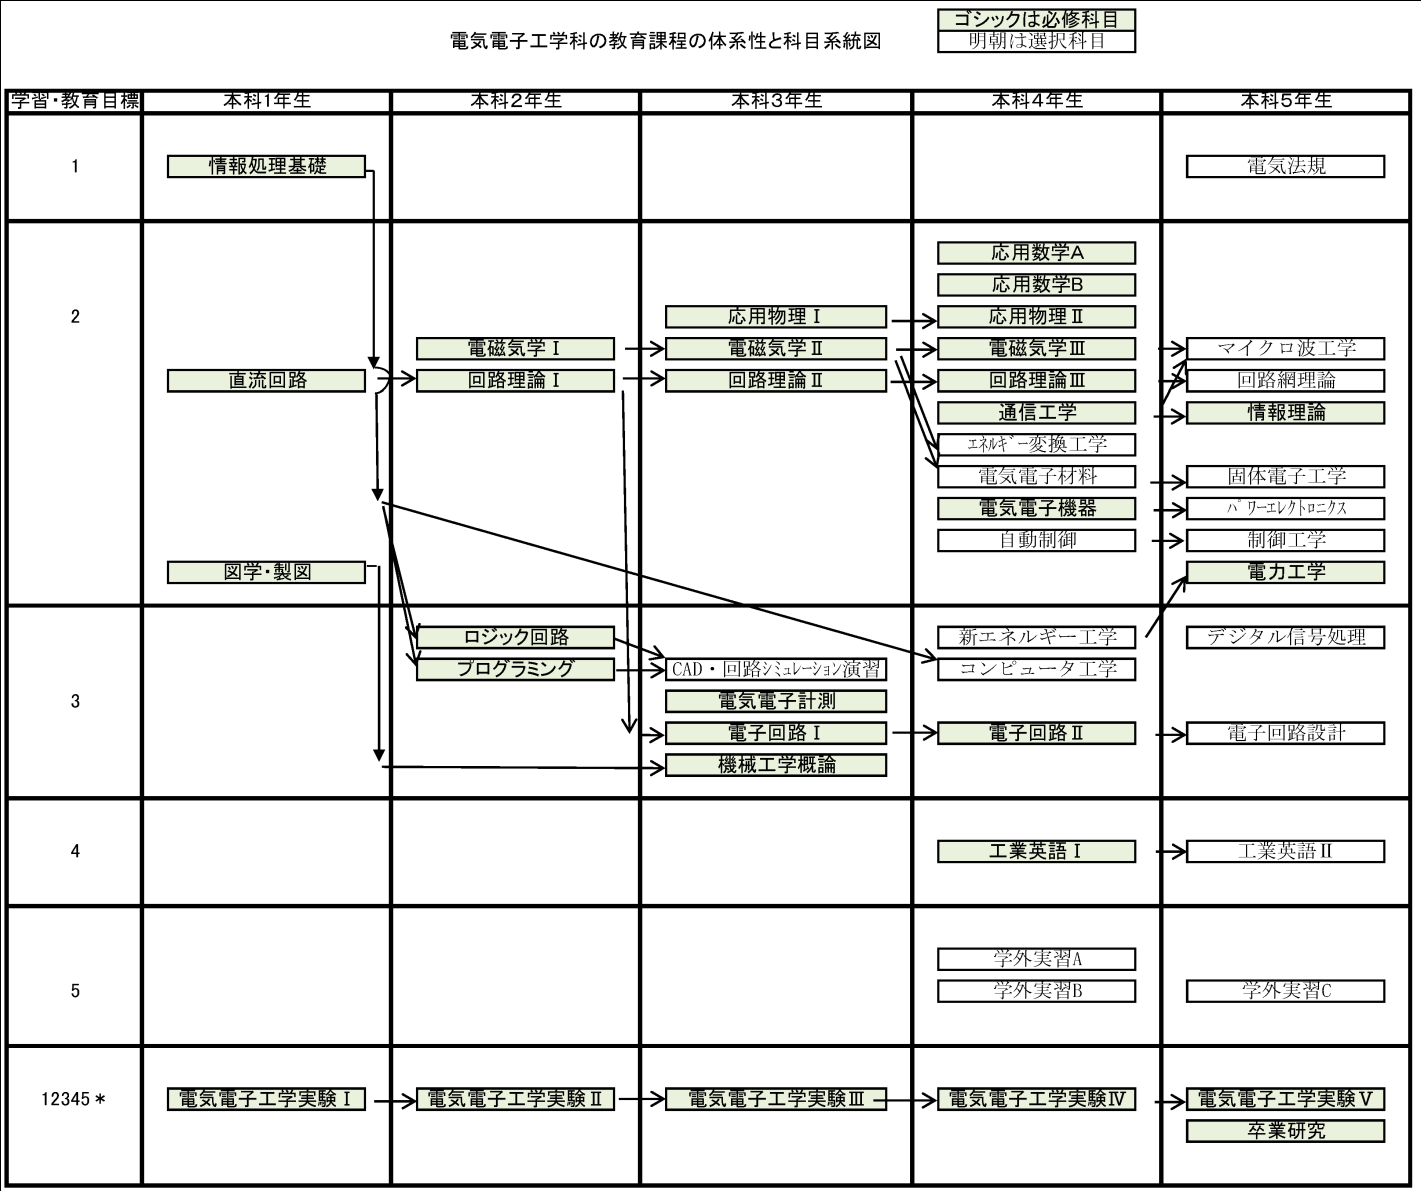 ゴシックは必修科目
明朝は選択科目
電気電子工学科の教育課程の体系性と科目系統図
学習・教育目標 本科1年生 本科2年生 本科3年生 本科4年生 本科5年生
1 情報処理基礎 電気法規
応用数学A
応用数学B
2 応用物理Ⅰ 応用物理Ⅱ
電磁気学Ⅰ 電磁気学Ⅱ 電磁気学Ⅲ マイクロ波工学
直流回路 回路理論Ⅰ 回路理論Ⅱ 回路理論Ⅲ 回路網理論
通信工学 情報理論
エネルギー変換工学
電気電子材料 固体電子工学
電気電子機器 パワーエレクトロニクス
自動制御 制御工学
図学・製図 電力工学
ロジック回路 新エネルギー工学 デジタル信号処理
プログラミング CAD・回路シミュレーション演習 コンピュータ工学
3 電気電子計測
電子回路Ⅰ 電子回路Ⅱ 電子回路設計
機械工学概論
4 工業英語Ⅰ 工業英語Ⅱ
学外実習A
5 学外実習B 学外実習C
12345＊ 電気電子工学実験Ⅰ 電気電子工学実験Ⅱ 電気電子工学実験Ⅲ 電気電子工学実験Ⅳ 電気電子工学実験Ⅴ
卒業研究